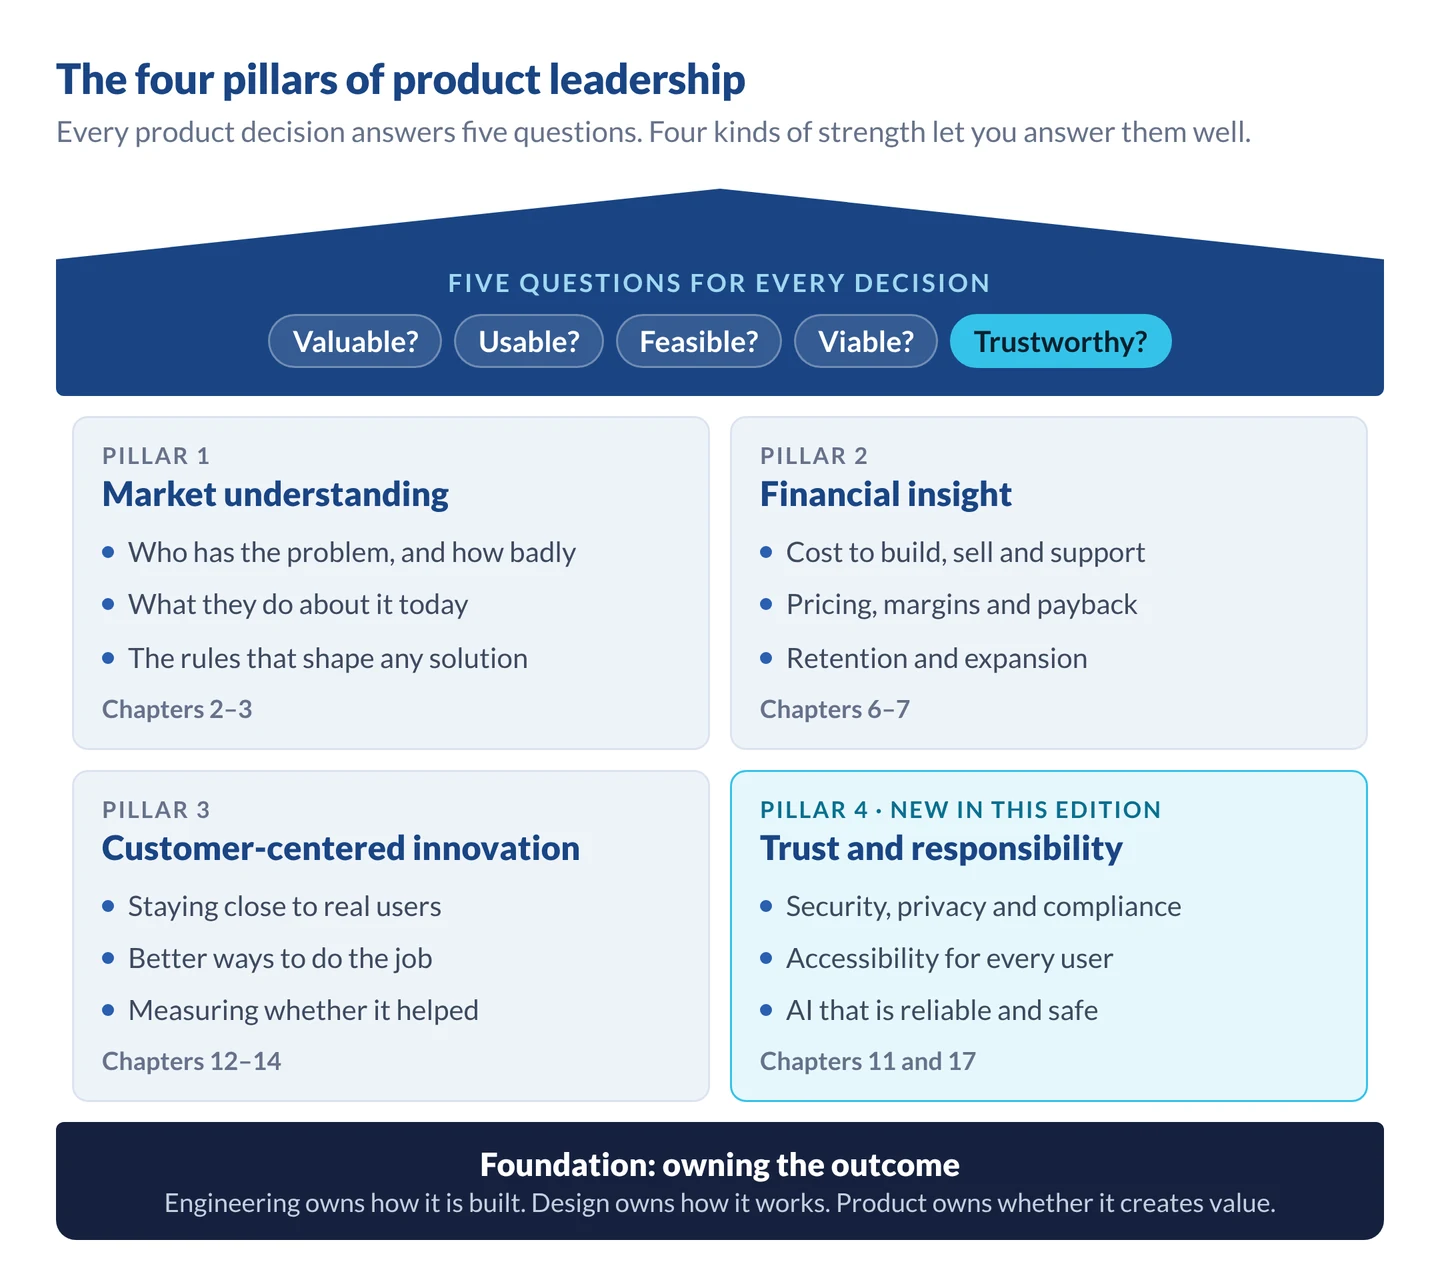 The four pillars of product leadership
Every product decision answers five questions. Four kinds of strength let you answer them well.
FIVE QUESTIONS FOR EVERY DECISION
Valuable?
Usable?
Feasible?
Viable?
Trustworthy?
PILLAR 1
Market understanding
Who has the problem, and how badly
What they do about it today
The rules that shape any solution
Chapters 2–3
PILLAR 2
Financial insight
Cost to build, sell and support
Pricing, margins and payback
Retention and expansion
Chapters 6–7
PILLAR 3
Customer-centered innovation
Staying close to real users
Better ways to do the job
Measuring whether it helped
Chapters 12–14
PILLAR 4 · NEW IN THIS EDITION
Trust and responsibility
Security, privacy and compliance
Accessibility for every user
AI that is reliable and safe
Chapters 11 and 17
Foundation: owning the outcome
Engineering owns how it is built. Design owns how it works. Product owns whether it creates value.